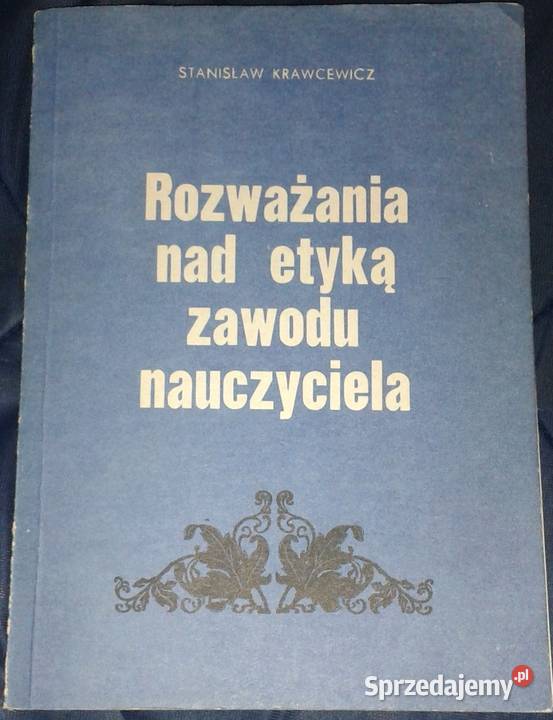 STANISŁAW KRAWCEWICZ
Rozważania
nad etyką
zawodu
nauczyciela
Sprzedajemy.pl